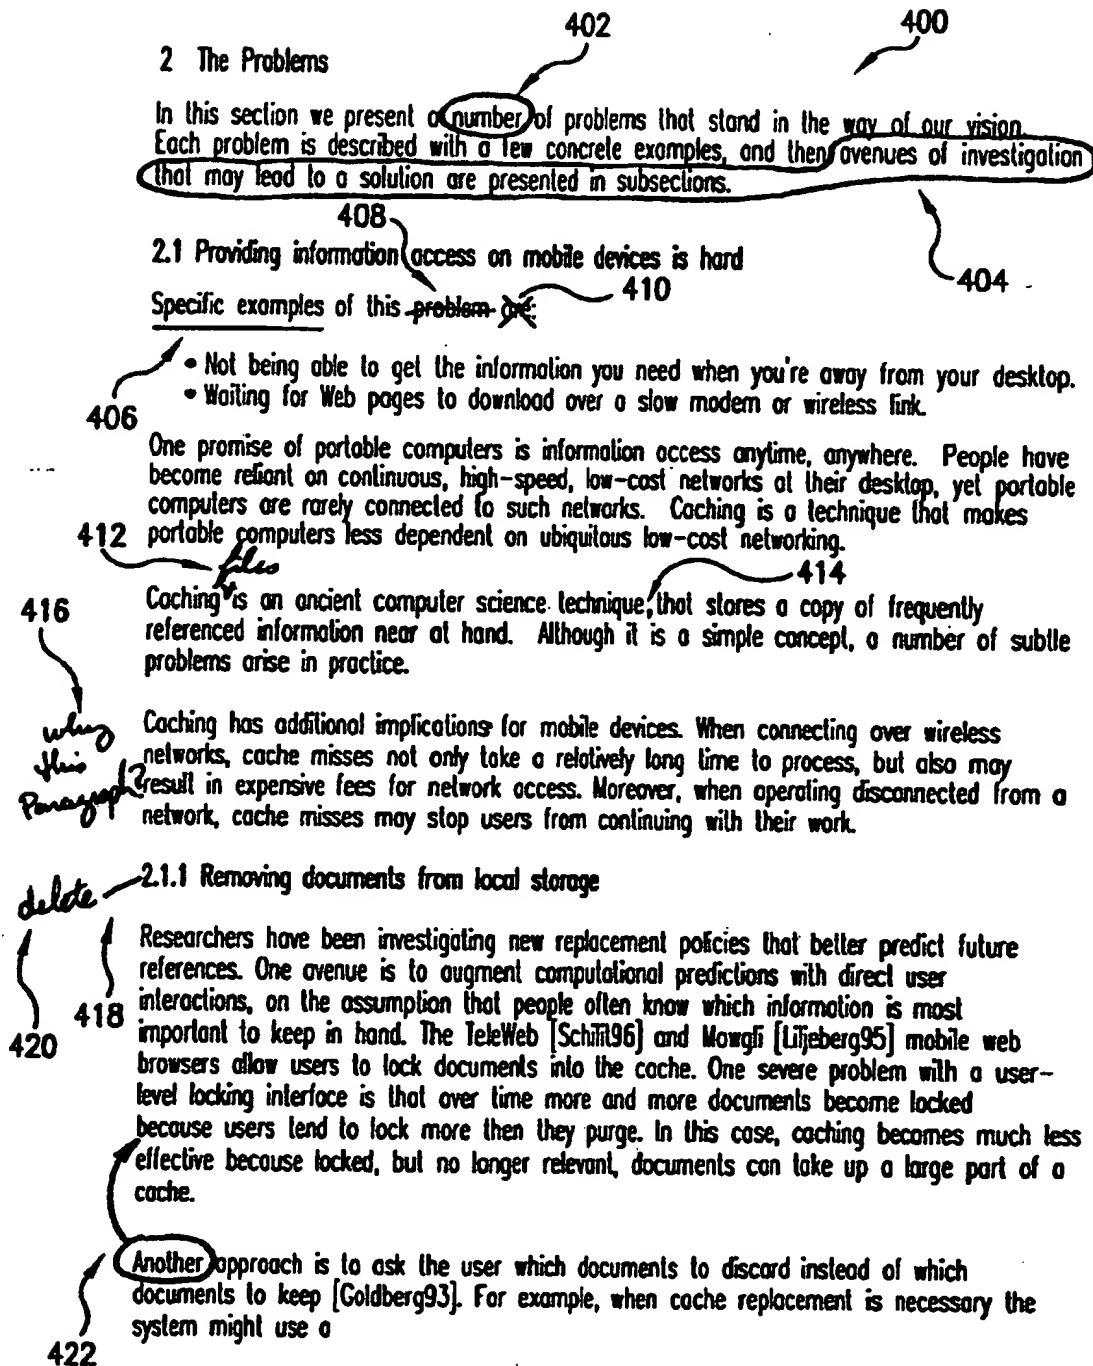 402
400
2 The Problems
In this section we present a number of problems that stand in the way of our vision.
Each problem is described with a few concrete examples, and then avenues of investigation
that may lead to a solution are presented in subsections.
408
2.1 Providing information access on mobile devices is hard
404
Specific examples of this problem are:
410
• Not being able to get the information you need when you're away from your desktop.
• Waiting for Web pages to download over a slow modem or wireless link.
406
One promise of portable computers is information access anytime, anywhere. People have
become reliant on continuous, high-speed, low-cost networks at their desktop, yet portable
computers are rarely connected to such networks. Caching is a technique that makes
portable computers less dependent on ubiquitous low-cost networking.
412
files
414
Caching is an ancient computer science technique, that stores a copy of frequently
referenced information near at hand. Although it is a simple concept, a number of subtle
problems arise in practice.
416
why
this
Paragraph?
Caching has additional implications for mobile devices. When connecting over wireless
networks, cache misses not only take a relatively long time to process, but also may
result in expensive fees for network access. Moreover, when operating disconnected from a
network, cache misses may stop users from continuing with their work.
delete
2.1.1 Removing documents from local storage
Researchers have been investigating new replacement policies that better predict future
references. One avenue is to augment computational predictions with direct user
interactions, on the assumption that people often know which information is most
418
important to keep in hand. The TeleWeb [Schilit96] and Mowgli [Liljeberg95] mobile web
420
browsers allow users to lock documents into the cache. One severe problem with a user-
level locking interface is that over time more and more documents become locked
because users tend to lock more then they purge. In this case, caching becomes much less
effective because locked, but no longer relevant, documents can take up a large part of a
cache.
Another approach is to ask the user which documents to discard instead of which
documents to keep [Goldberg93]. For example, when cache replacement is necessary the
system might use a
422